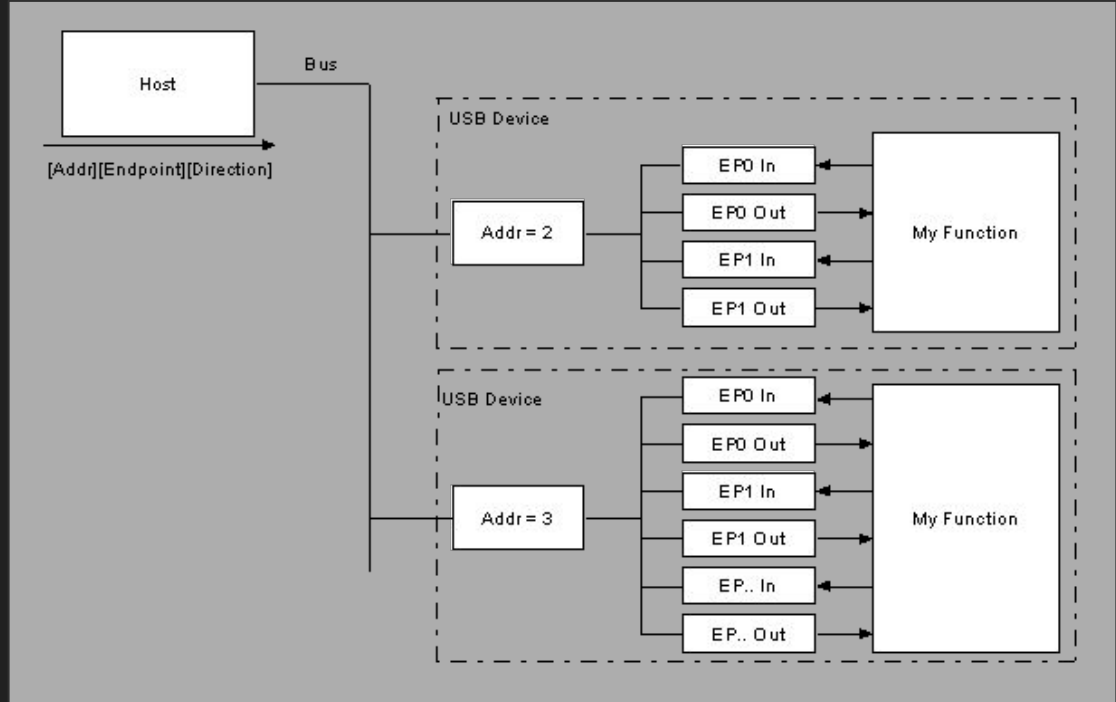 Host
Bus
[Addr][Endpoint][Direction]
USB Device
Addr = 2
EP0 In
EP0 Out
EP1 In
EP1 Out
My Function
USB Device
Addr = 3
EP0 In
EP0 Out
EP1 In
EP1 Out
EP.. In
EP.. Out
My Function